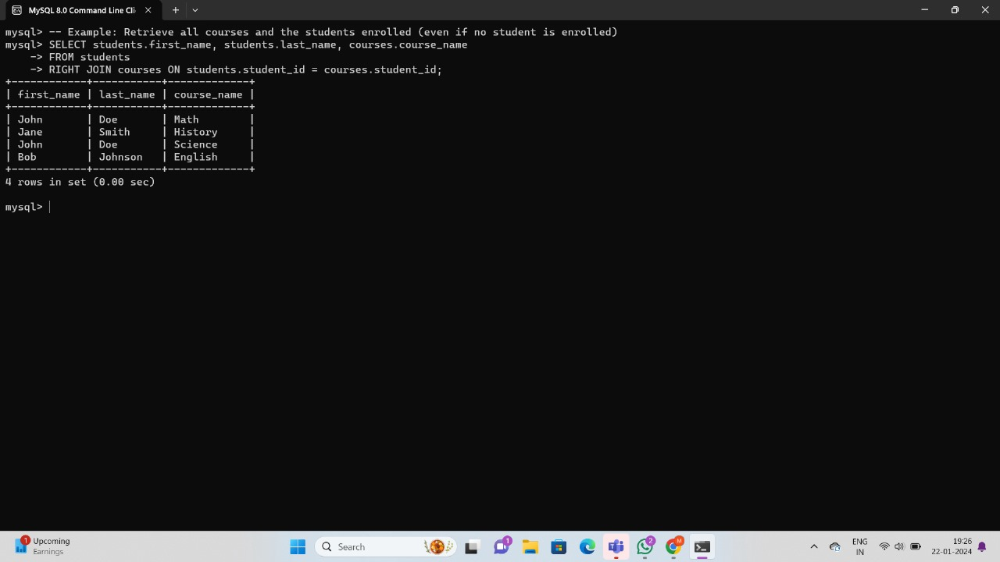 MySQL 8.0 Command Line Cli
mysql> -- Example: Retrieve all courses and the students enrolled (even if no student is enrolled)
mysql> SELECT students.first_name, students.last_name, courses.course_name
    -> FROM students
    -> RIGHT JOIN courses ON students.student_id = courses.student_id;
+------------+-----------+-------------+
| first_name | last_name | course_name |
+------------+-----------+-------------+
| John       | Doe       | Math        |
| Jane       | Smith     | History     |
| John       | Doe       | Science     |
| Bob        | Johnson   | English     |
+------------+-----------+-------------+
4 rows in set (0.00 sec)
mysql>
1
Upcoming
Earnings
Search
1
2
M
ENG
IN
19:26
22-01-2024